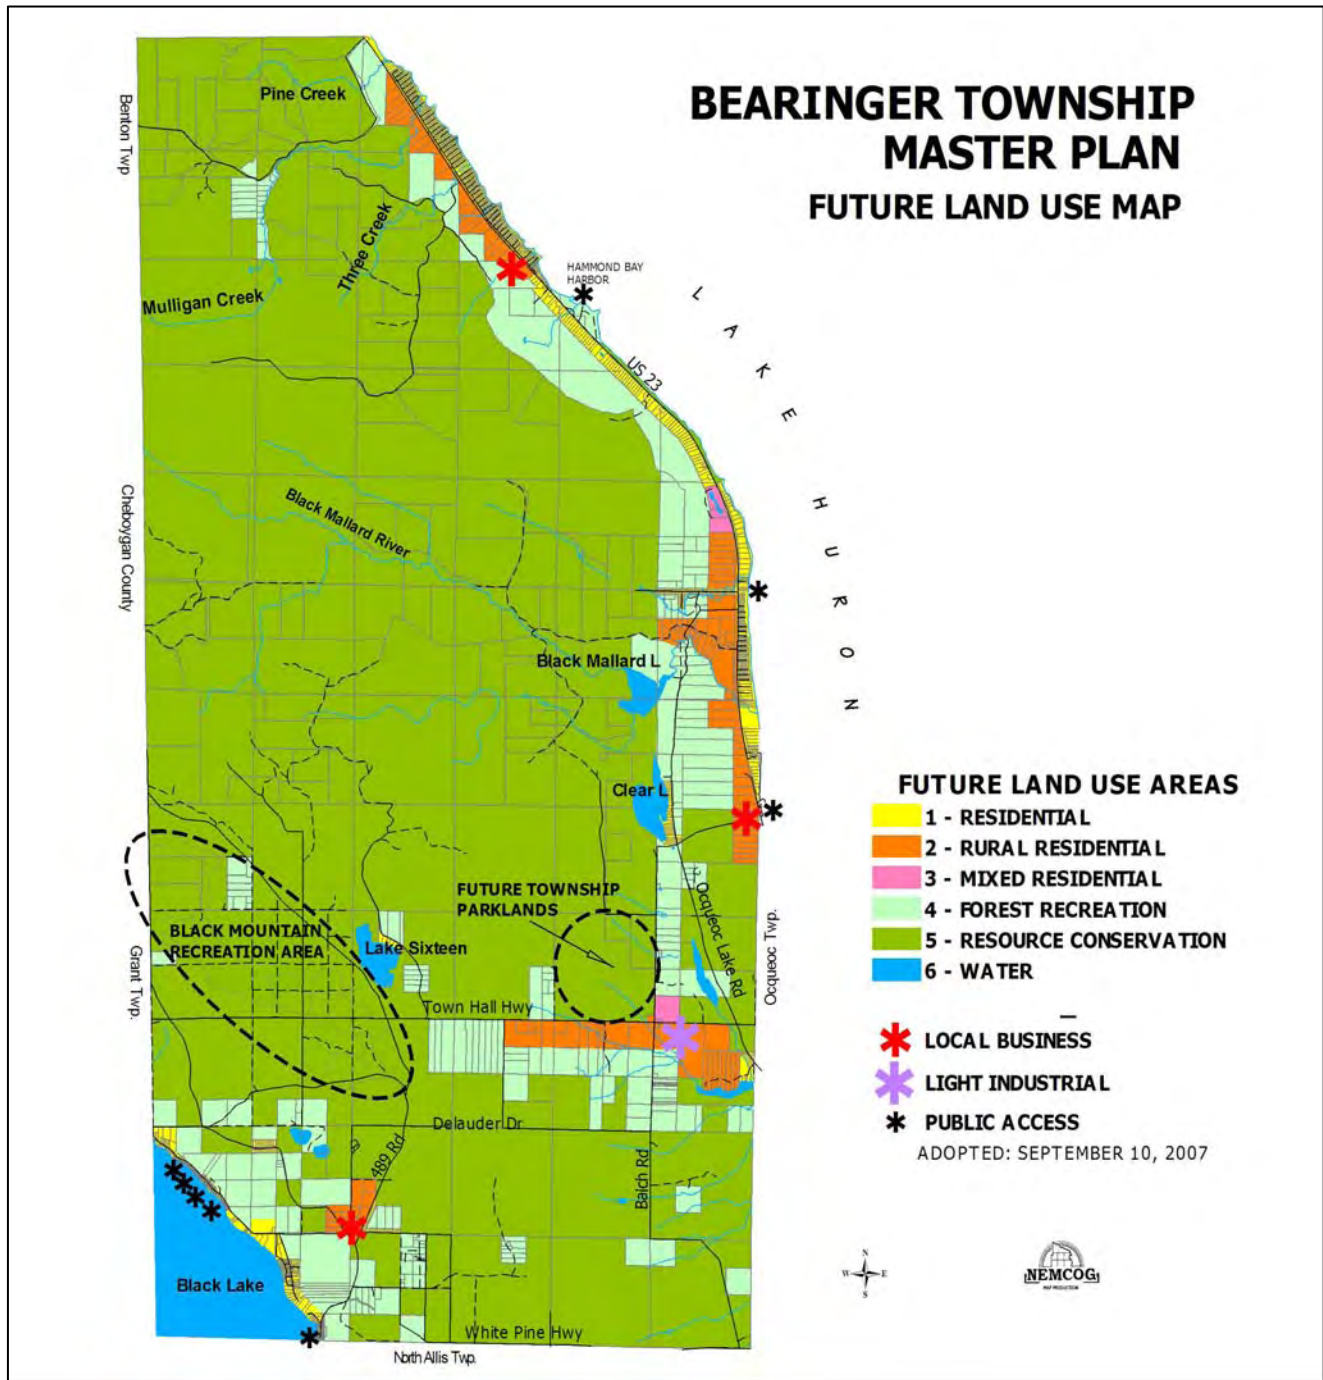 BEARINGER TOWNSHIP
MASTER PLAN
FUTURE LAND USE MAP
Benton Twp
Pine Creek
Three Creek
Mulligan Creek
HAMMOND BAY
HARBOR
US 23
LAKE HURON
Cheboygan County
Black Mallard River
Black Mallard L
Clear L
FUTURE TOWNSHIP
PARKLANDS
BLACK MOUNTAIN
RECREATION AREA
Lake Sixteen
Ocqueoc Lake Rd
Ocqueoc Twp.
Grant Twp.
Town Hall Hwy
Delauder Dr
489 Rd
Balch Rd
Black Lake
White Pine Hwy
North Allis Twp.
FUTURE LAND USE AREAS
1 - RESIDENTIAL
2 - RURAL RESIDENTIAL
3 - MIXED RESIDENTIAL
4 - FOREST RECREATION
5 - RESOURCE CONSERVATION
6 - WATER
LOCAL BUSINESS
LIGHT INDUSTRIAL
PUBLIC ACCESS
ADOPTED: SEPTEMBER 10, 2007
N
W E
S
NEMCOG
MAP PRODUCTION